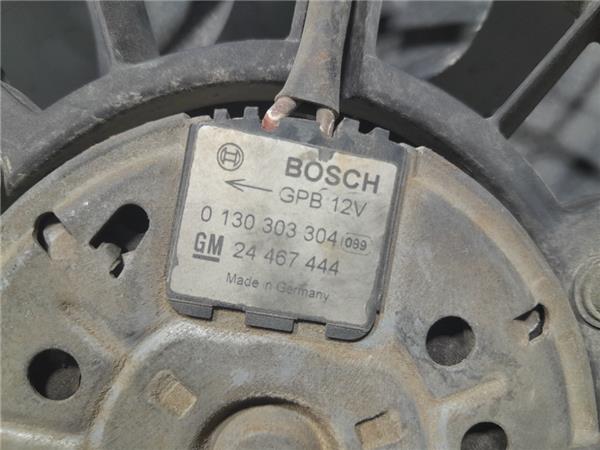 BOSCH
GPB 12V
0 130 303 304 099
GM 24 467 444
Made in Germany